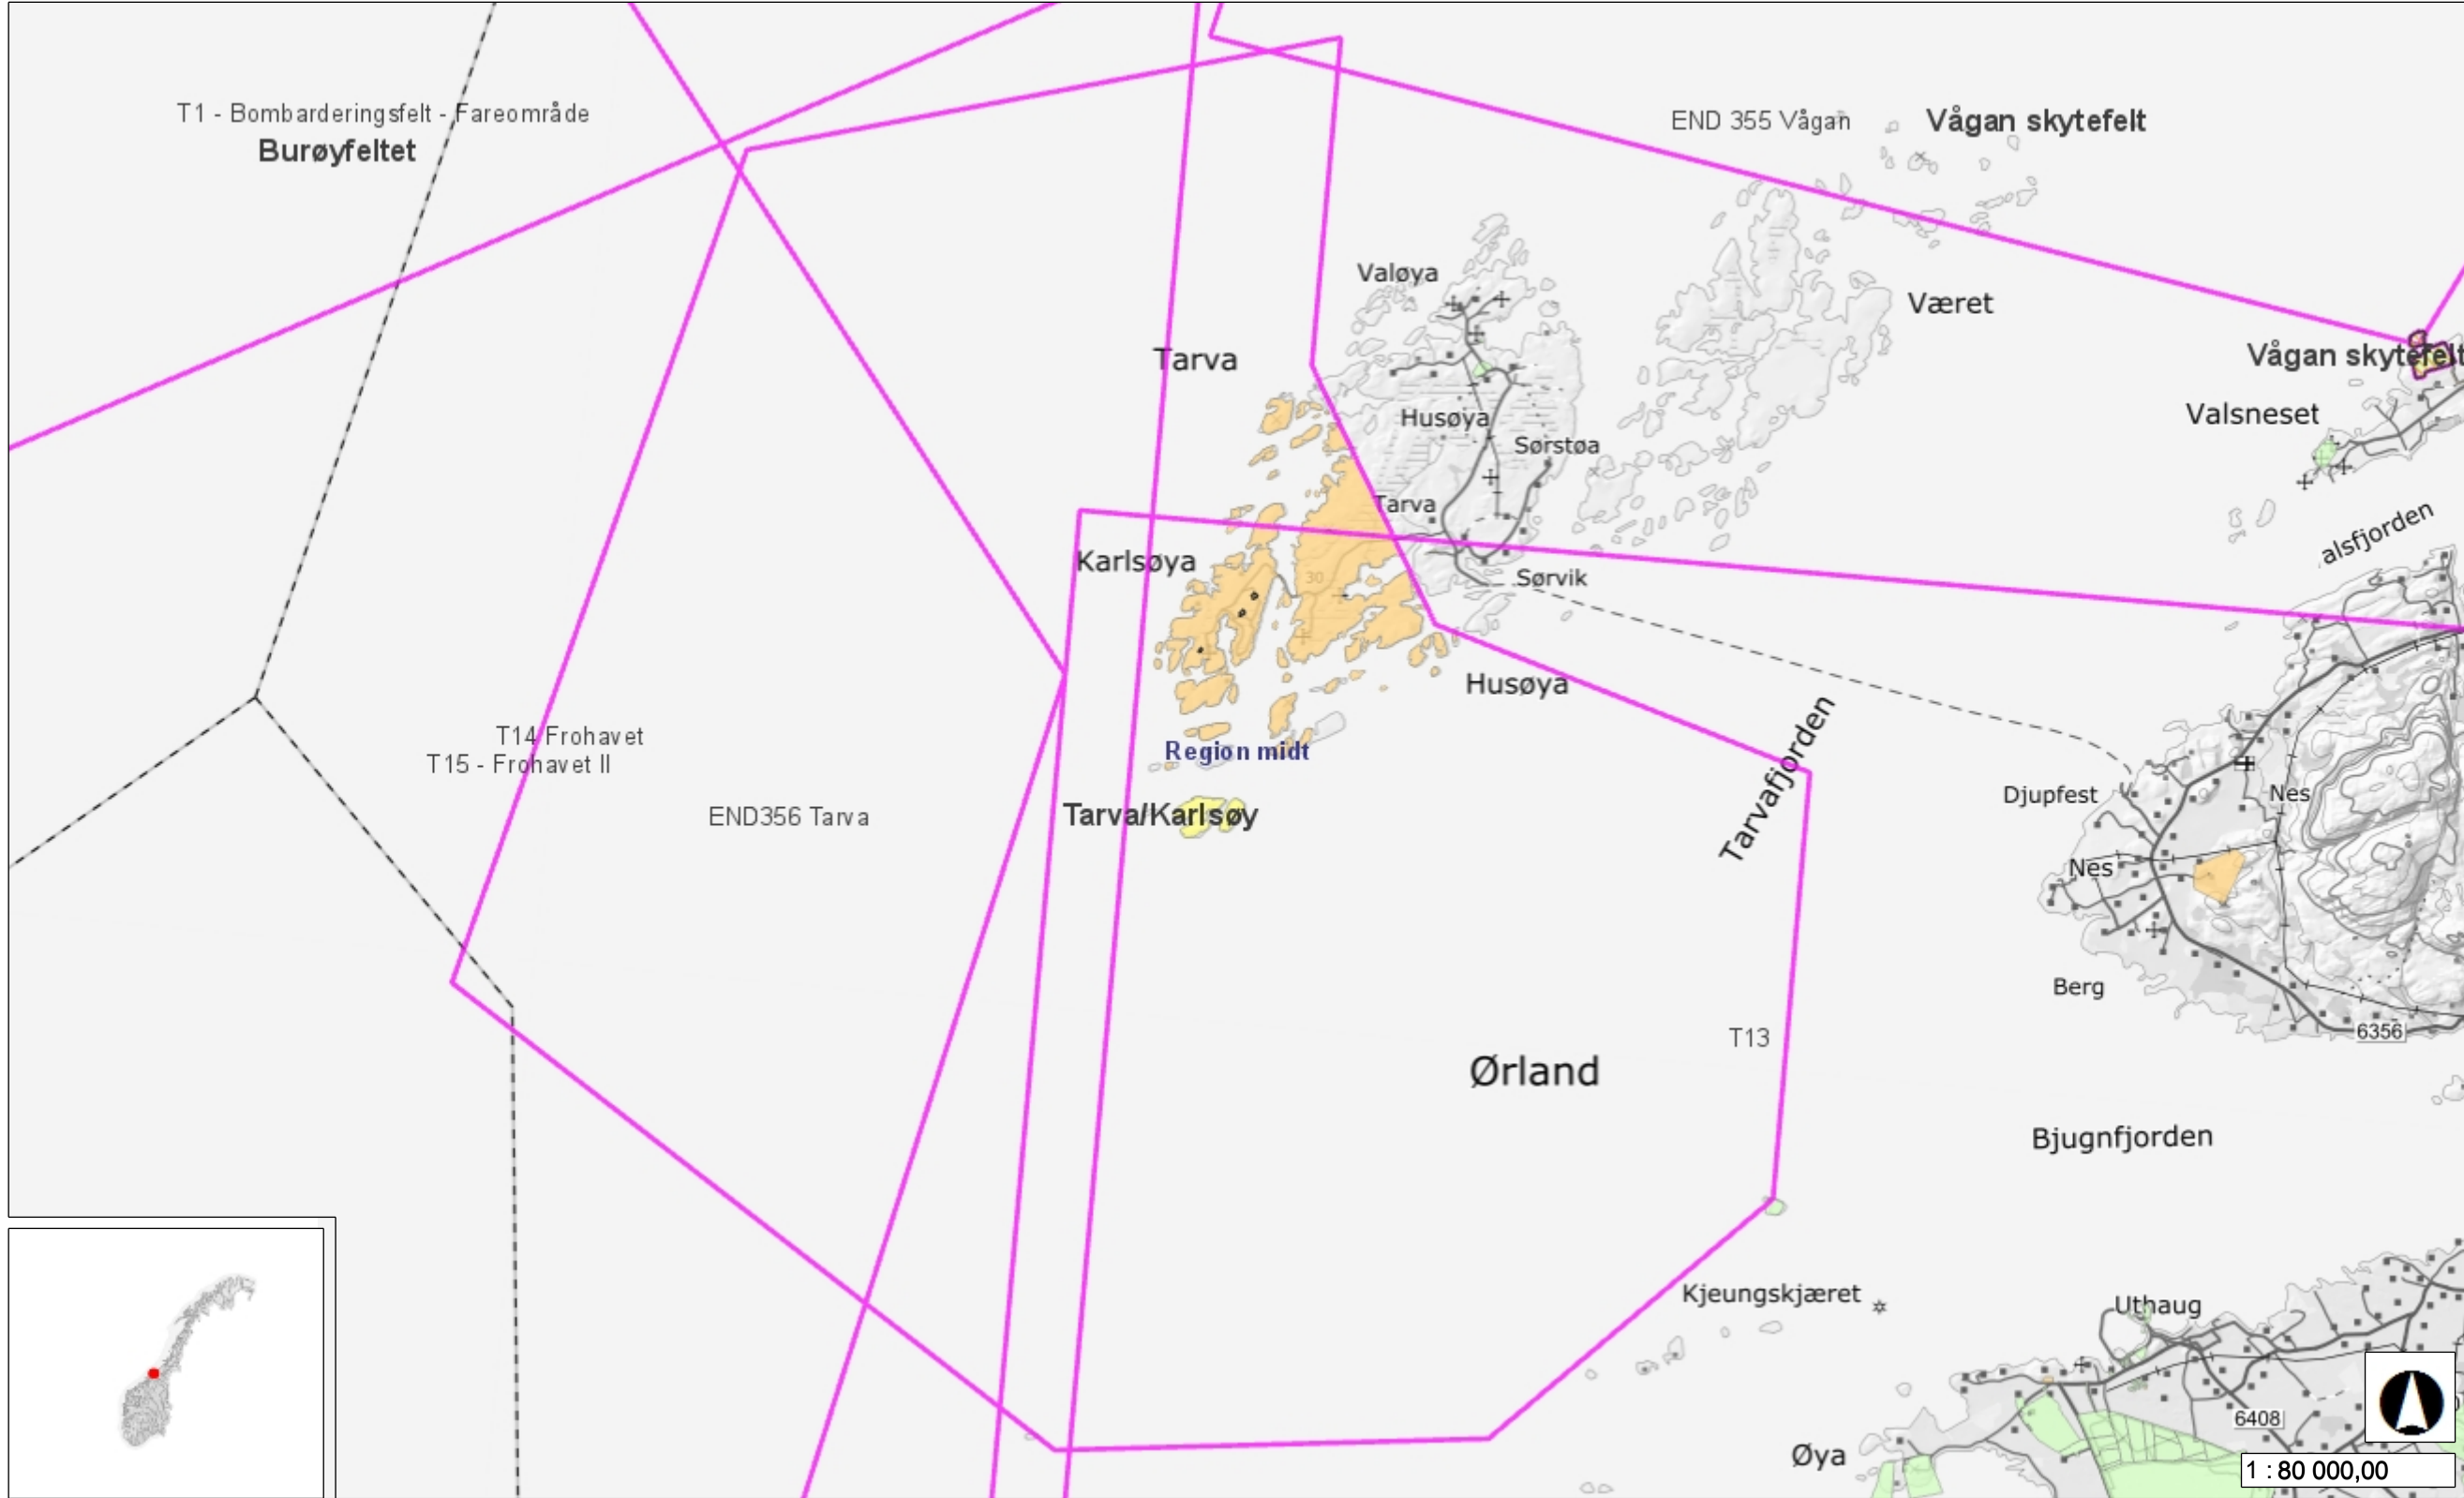 T1 - Bombarderingsfelt - Fareområde
Burøyfeltet
END 355 Vågan
Vågan skytefelt
Valøya
Været
Tarva
Vågan skytefelt
Valsneset
Husøya
Sørstøa
Tarva
alsfjorden
Karlsøya
30
Sørvik
Husøya
Tarvafjorden
T14 Frohavet
T15 - Frohavet II
Region midt
END356 Tarva
Tarva/Karlsøy
Djupfest
Nes
Nes
Berg
6356
T13
Ørland
Bjugnfjorden
Kjeungskjæret
Uthaug
6408
Øya
1 : 80 000,00